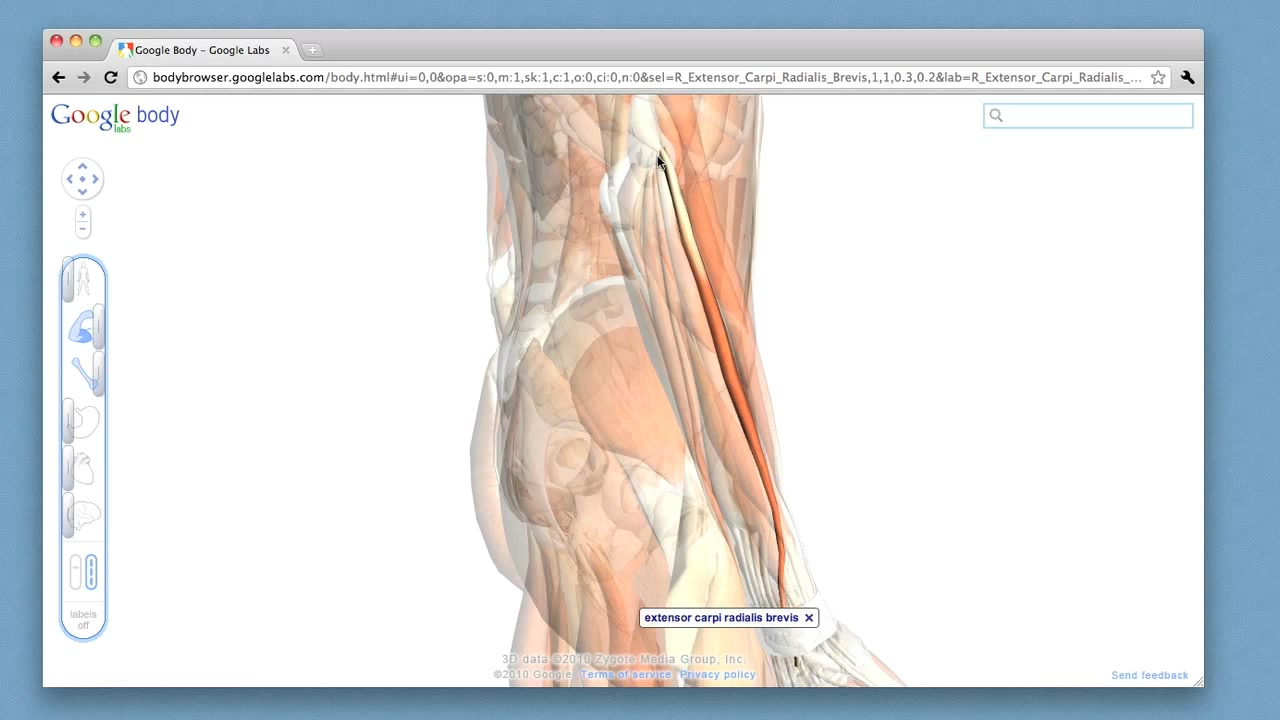 Google Body – Google Labs
bodybrowser.googlelabs.com/body.html#ui=0,0&opa=s:0,m:1,sk:1,c:1,o:0,ci:0,n:0&sel=R_Extensor_Carpi_Radialis_Brevis,1,1,0.3,0.2&lab=R_Extensor_Carpi_Radialis_...
Google body
labs
labels
off
extensor carpi radialis brevis
3D data ©2010 Zygote Media Group, Inc.
©2010 Google Terms of service Privacy policy
Send feedback